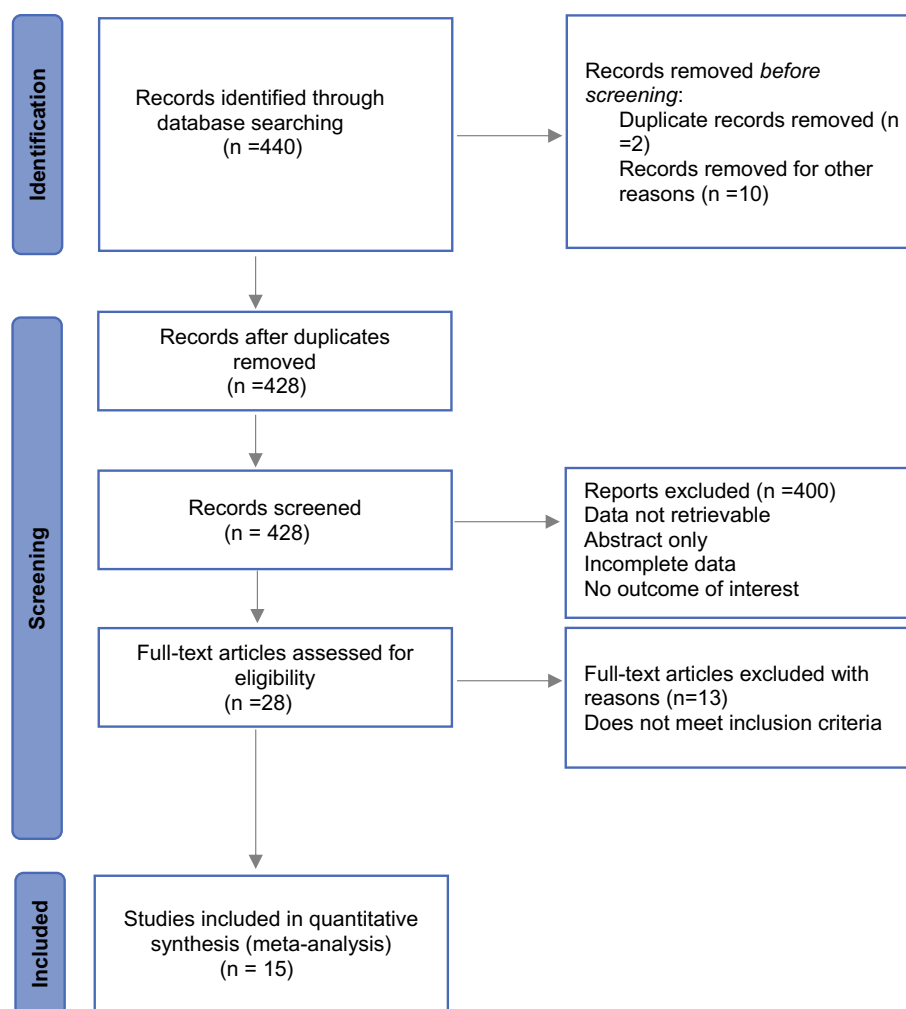 Identification
Records identified through
database searching
(n =440)
Records removed before
screening:
Duplicate records removed (n
=2)
Records removed for other
reasons (n =10)
Screening
Records after duplicates
removed
(n =428)
Records screened
(n = 428)
Reports excluded (n =400)
Data not retrievable
Abstract only
Incomplete data
No outcome of interest
Full-text articles assessed for
eligibility
(n =28)
Full-text articles excluded with
reasons (n=13)
Does not meet inclusion criteria
Included
Studies included in quantitative
synthesis (meta-analysis)
(n = 15)